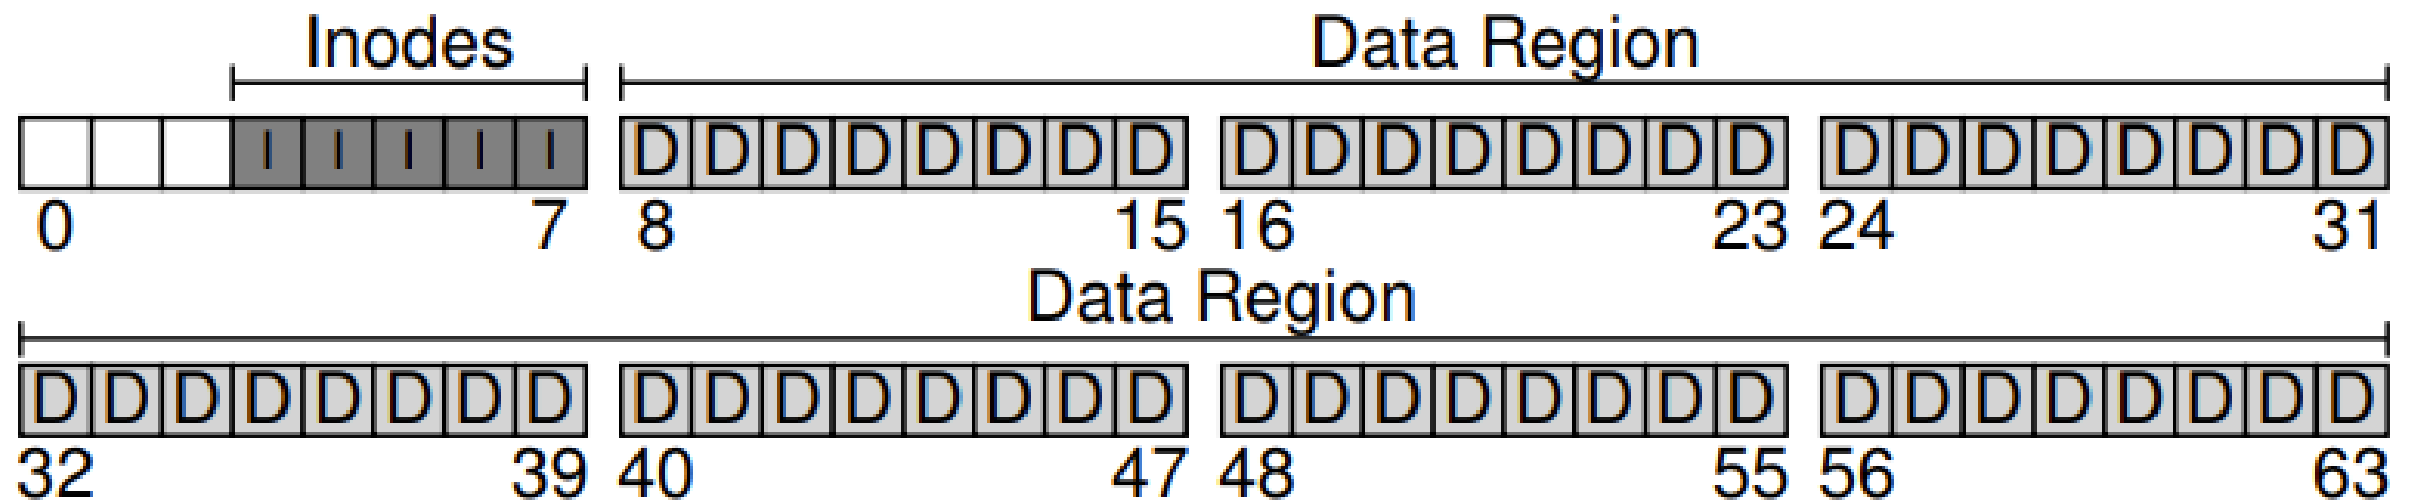 Inodes Data Region
I I I I I D D D D D D D D D D D D D D D D D D D D D D D D
0 7 8 15 16 23 24 31
Data Region
D D D D D D D D D D D D D D D D D D D D D D D D D D D D D D D D
32 39 40 47 48 55 56 63